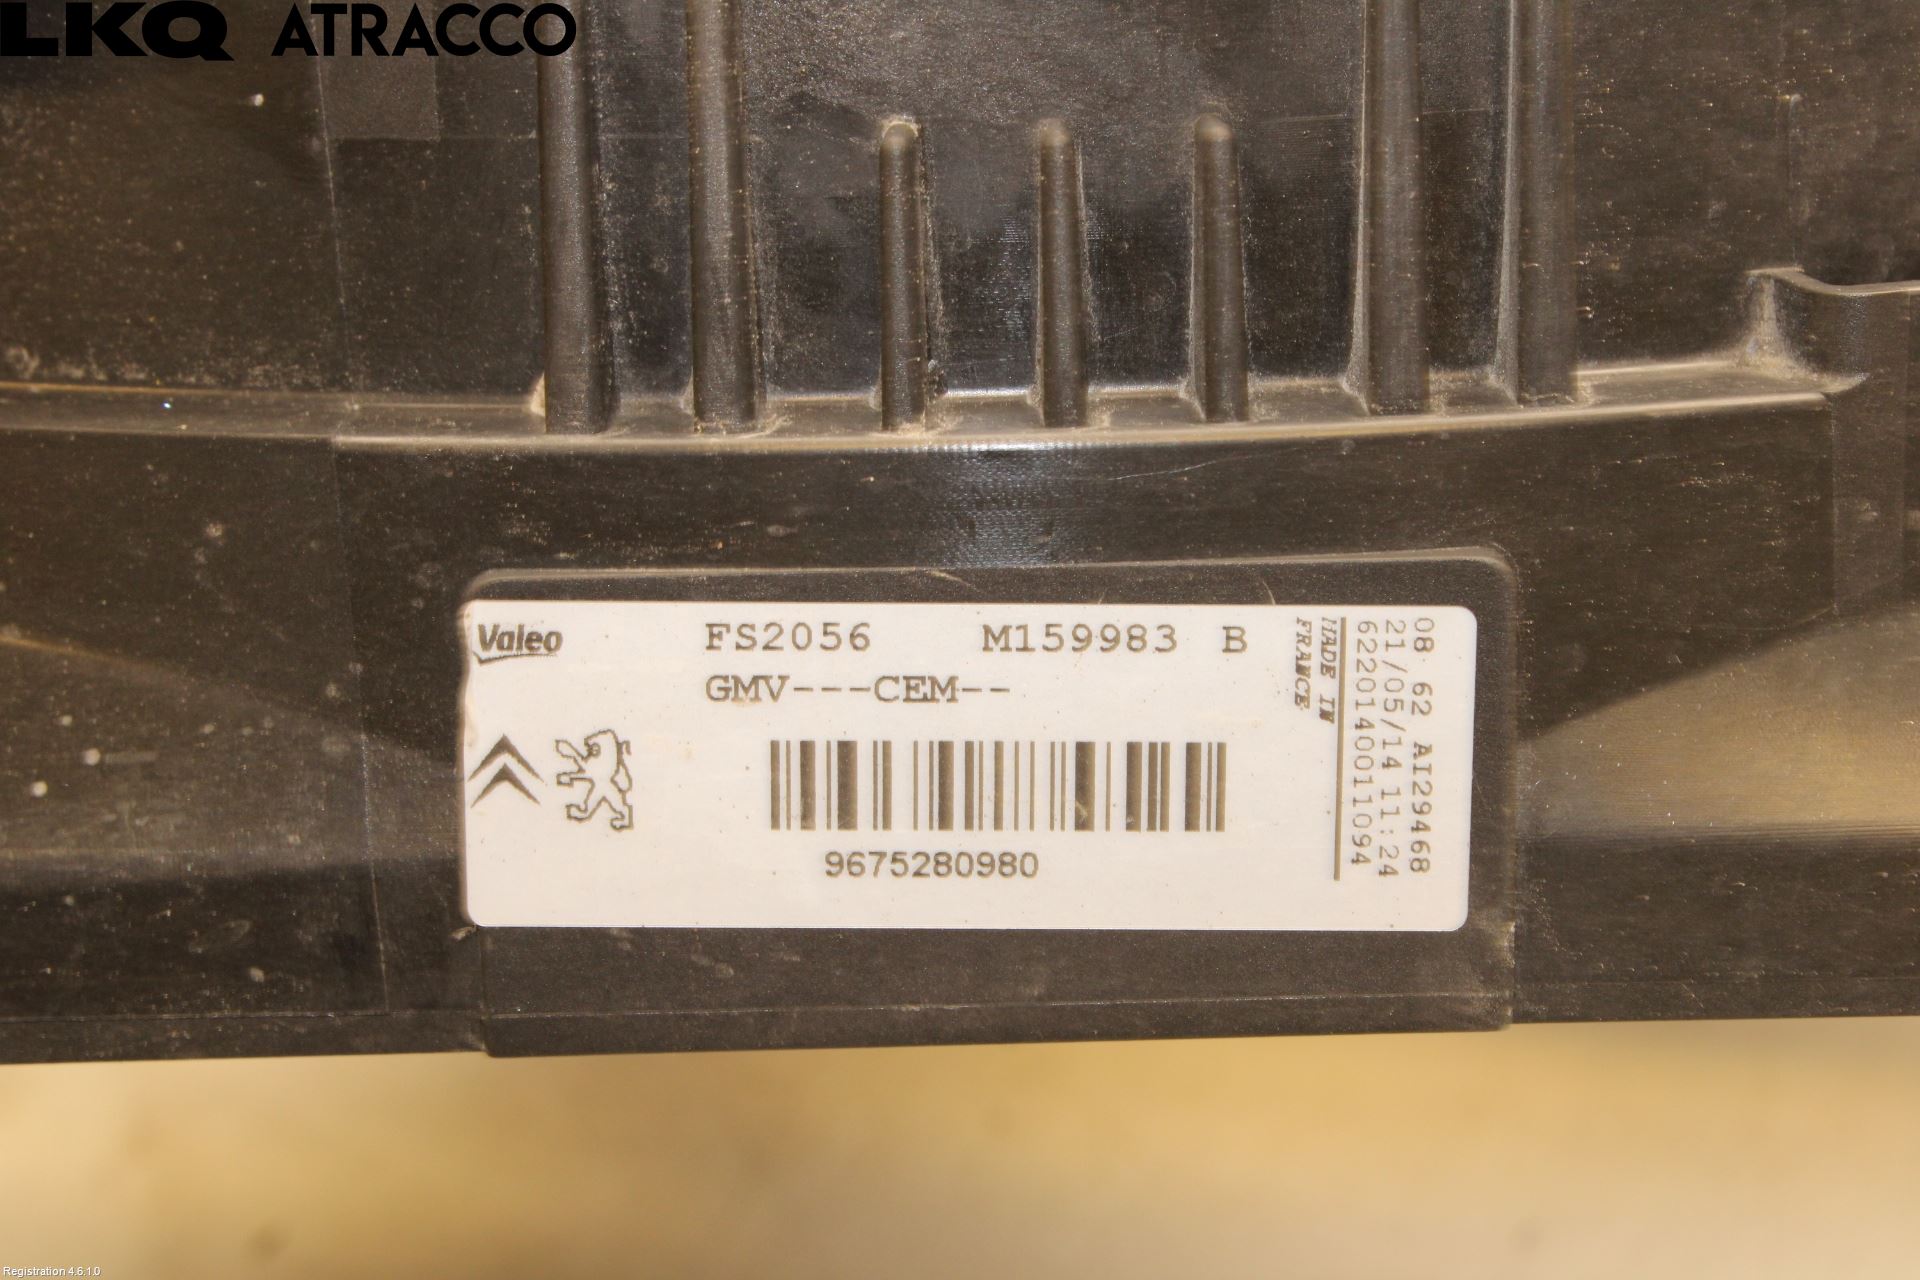 LKQ ATRACCO
Valeo
FS2056 M159983 B
GMV---CEM--
9675280980
MADE IN
FRANCE
08 62 AI29468
21/05/14 11:24
6220140011094
Registration 4.6.1.0